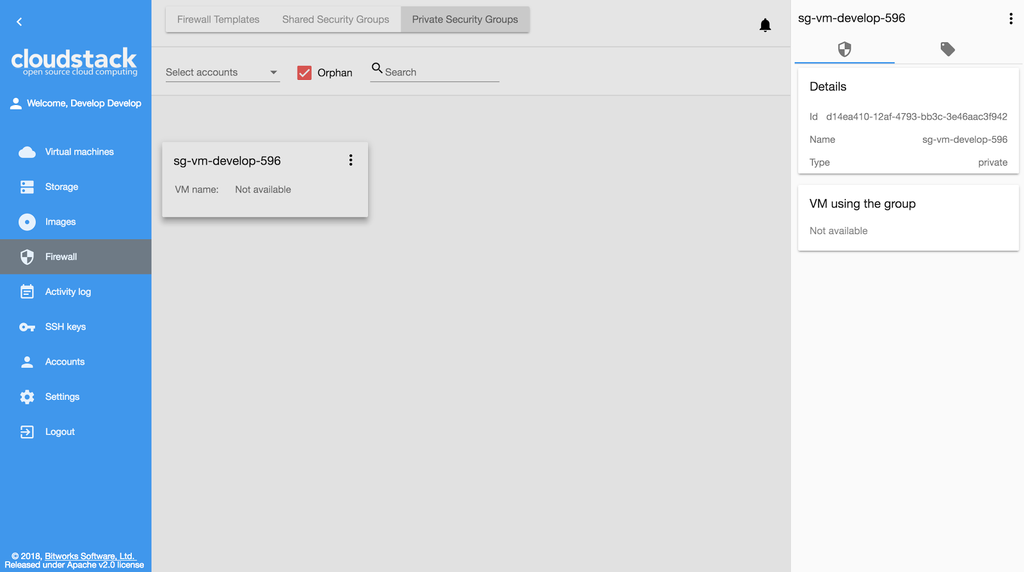 cloudstack
open source cloud computing
Welcome, Develop Develop
Virtual machines
Storage
Images
Firewall
Activity log
SSH keys
Accounts
Settings
Logout
© 2018, Bitworks Software, Ltd.
Released under Apache v2.0 license
Firewall Templates Shared Security Groups Private Security Groups
Select accounts Orphan Search
sg-vm-develop-596
VM name: Not available
sg-vm-develop-596
Details
Id d14ea410-12af-4793-bb3c-3e46aac3f942
Name sg-vm-develop-596
Type private
VM using the group
Not available